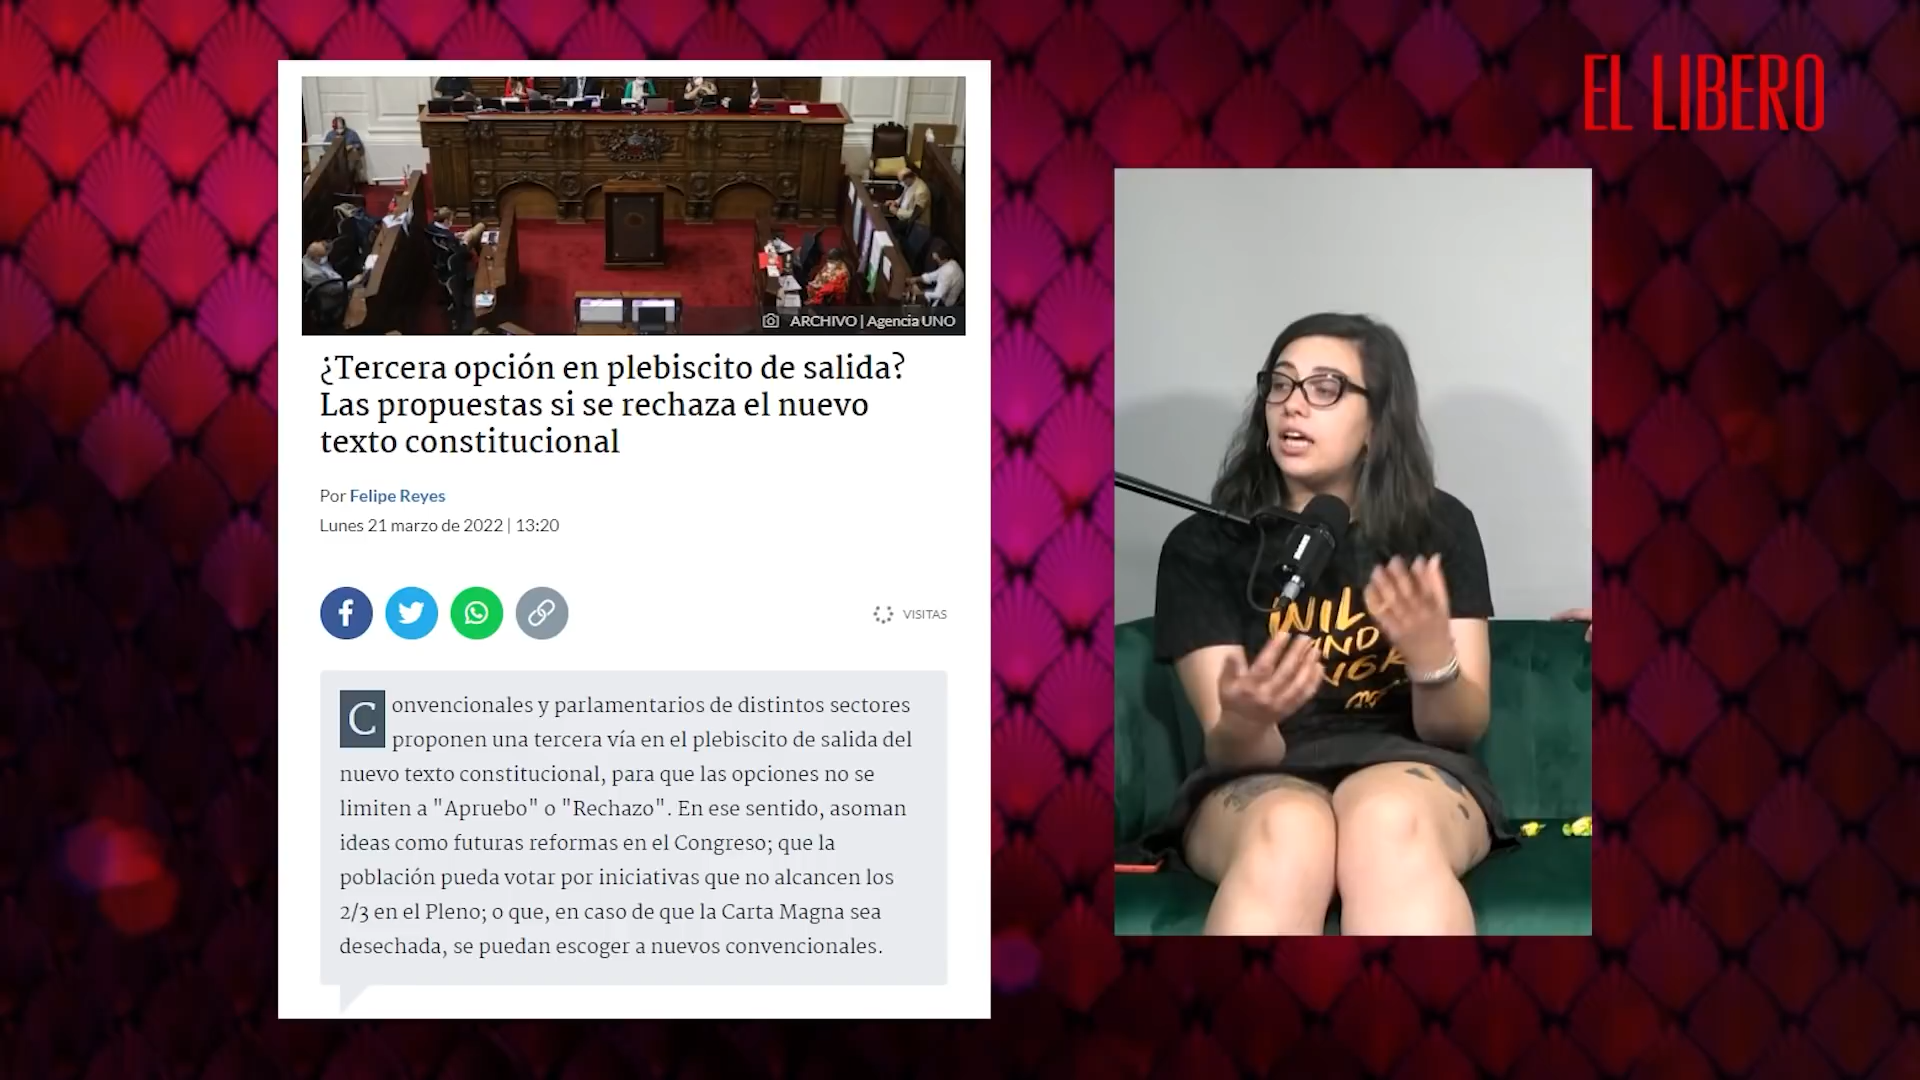 EL LIBERO
ARCHIVO | Agencia UNO
¿Tercera opción en plebiscito de salida?
Las propuestas si se rechaza el nuevo
texto constitucional
Por Felipe Reyes
Lunes 21 marzo de 2022 | 13:20
VISITAS
Convencionales y parlamentarios de distintos sectores
proponen una tercera vía en el plebiscito de salida del
nuevo texto constitucional, para que las opciones no se
limiten a "Apruebo" o "Rechazo". En ese sentido, asoman
ideas como futuras reformas en el Congreso; que la
población pueda votar por iniciativas que no alcancen los
2/3 en el Pleno; o que, en caso de que la Carta Magna sea
desechada, se puedan escoger a nuevos convencionales.